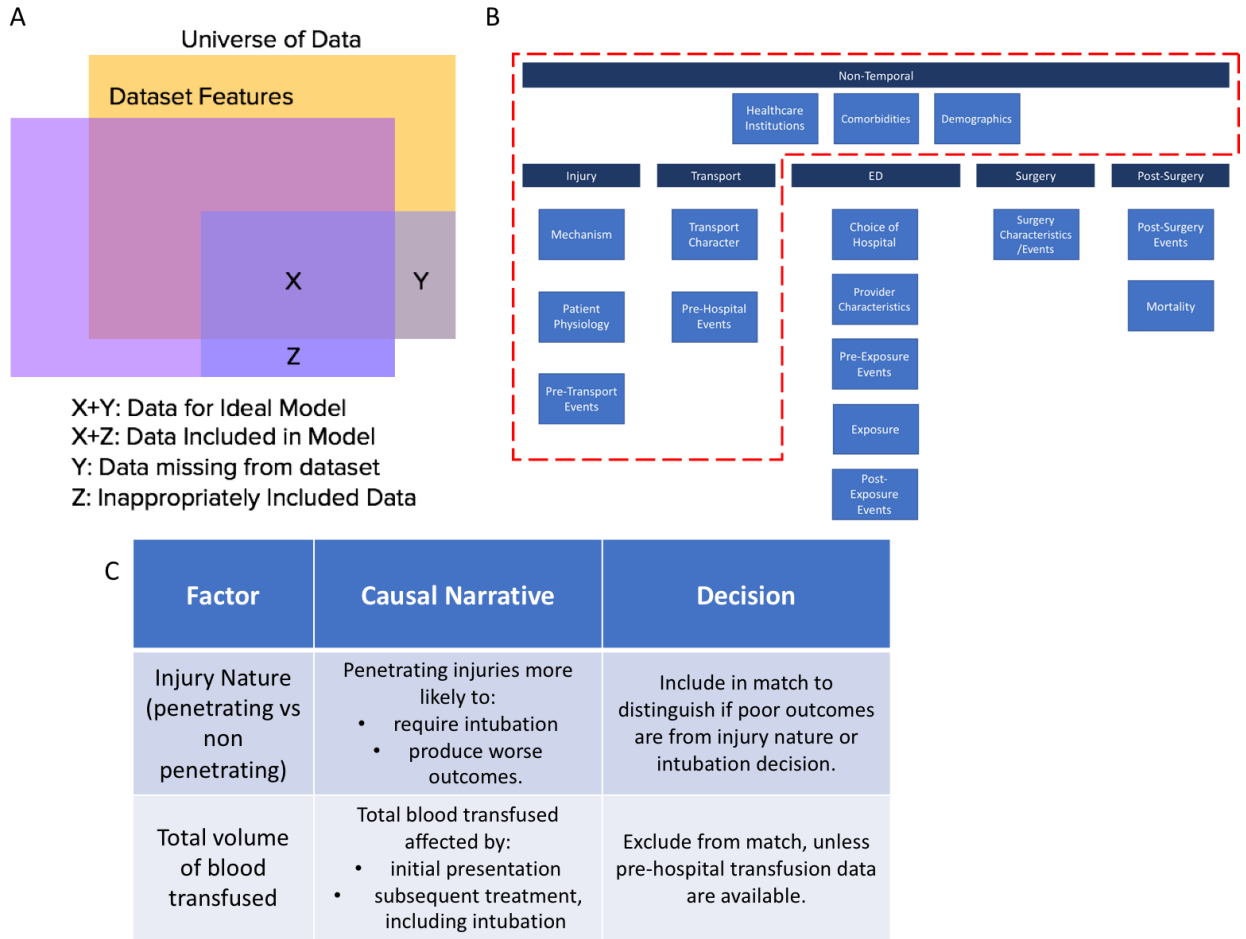 A
Universe of Data
Dataset Features
X
Y
Z
X+Y: Data for Ideal Model
X+Z: Data Included in Model
Y: Data missing from dataset
Z: Inappropriately Included Data
B
Non-Temporal
Healthcare
Institutions
Comorbidities
Demographics
Injury
Transport
ED
Surgery
Post-Surgery
Mechanism
Patient
Physiology
Pre-Transport
Events
Transport
Character
Pre-Hospital
Events
Choice of
Hospital
Provider
Characteristics
Pre-Exposure
Events
Exposure
Post-
Exposure
Events
Surgery
Characteristics
/Events
Post-Surgery
Events
Mortality
C
Factor
Causal Narrative
Decision
Injury Nature
(penetrating vs
non
penetrating)
Penetrating injuries more
likely to:
• require intubation
• produce worse
outcomes.
Include in match to
distinguish if poor outcomes
are from injury nature or
intubation decision.
Total volume
of blood
transfused
Total blood transfused
affected by:
• initial presentation
• subsequent treatment,
including intubation
Exclude from match, unless
pre-hospital transfusion data
are available.